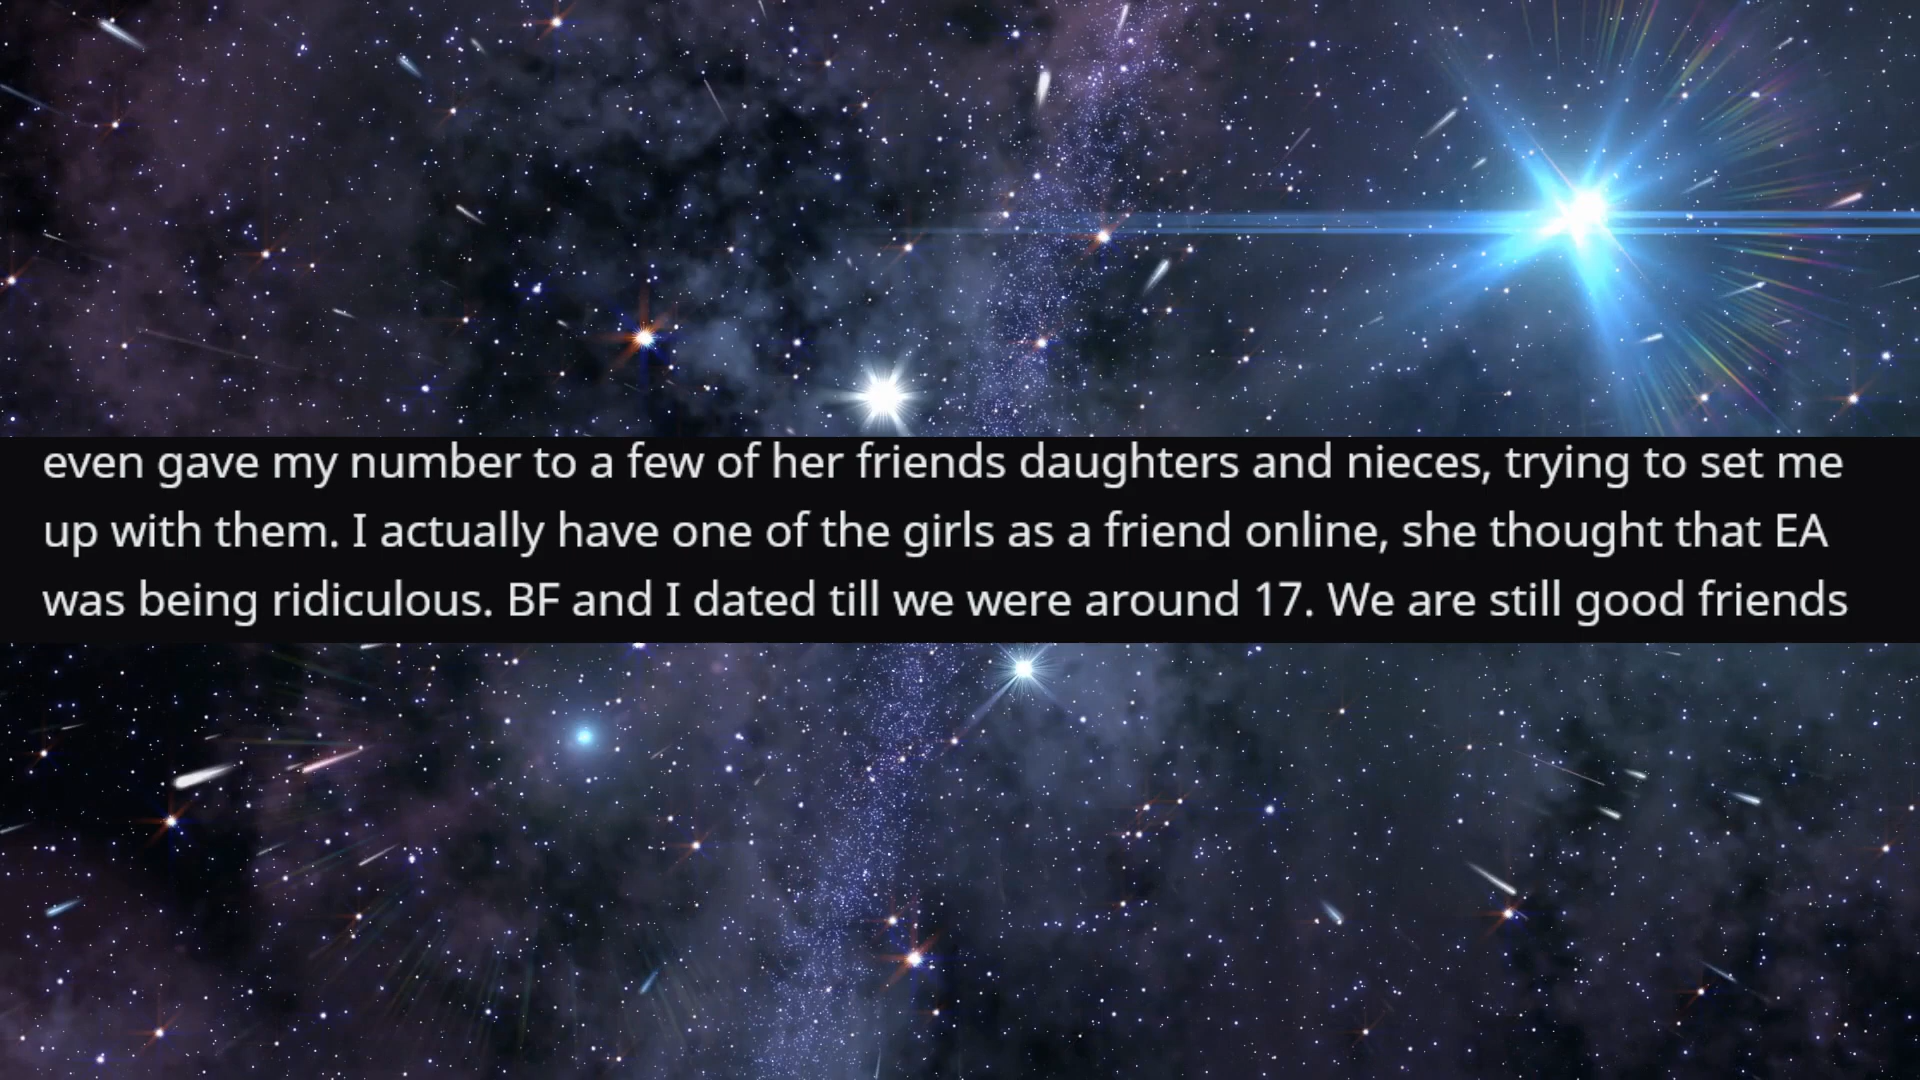 even gave my number to a few of her friends daughters and nieces, trying to set me
up with them. I actually have one of the girls as a friend online, she thought that EA
was being ridiculous. BF and I dated till we were around 17. We are still good friends